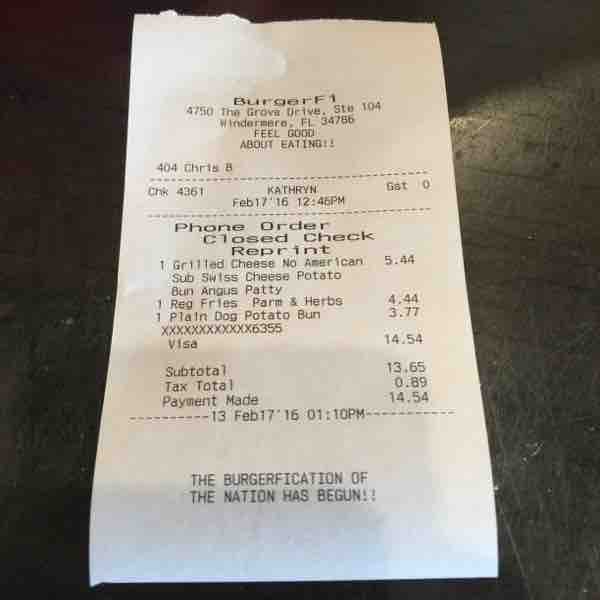 BurgerFi
4750 The Grove Drive, Ste 104
Windermere, FL 34786
FEEL GOOD
ABOUT EATING!!
404 Chris B
Chk 4361 KATHRYN Gst 0
Feb17'16 12:46PM
Phone Order
Closed Check
Reprint
1 Grilled Cheese No American 5.44
Sub Swiss Cheese Potato
Bun Angus Patty
1 Reg Fries Parm & Herbs 4.44
1 Plain Dog Potato Bun 3.77
XXXXXXXXXXXX6355
Visa 14.54
Subtotal 13.65
Tax Total 0.89
Payment Made 14.54
----------13 Feb17'16 01:10PM-----------
THE BURGERFICATION OF
THE NATION HAS BEGUN!!